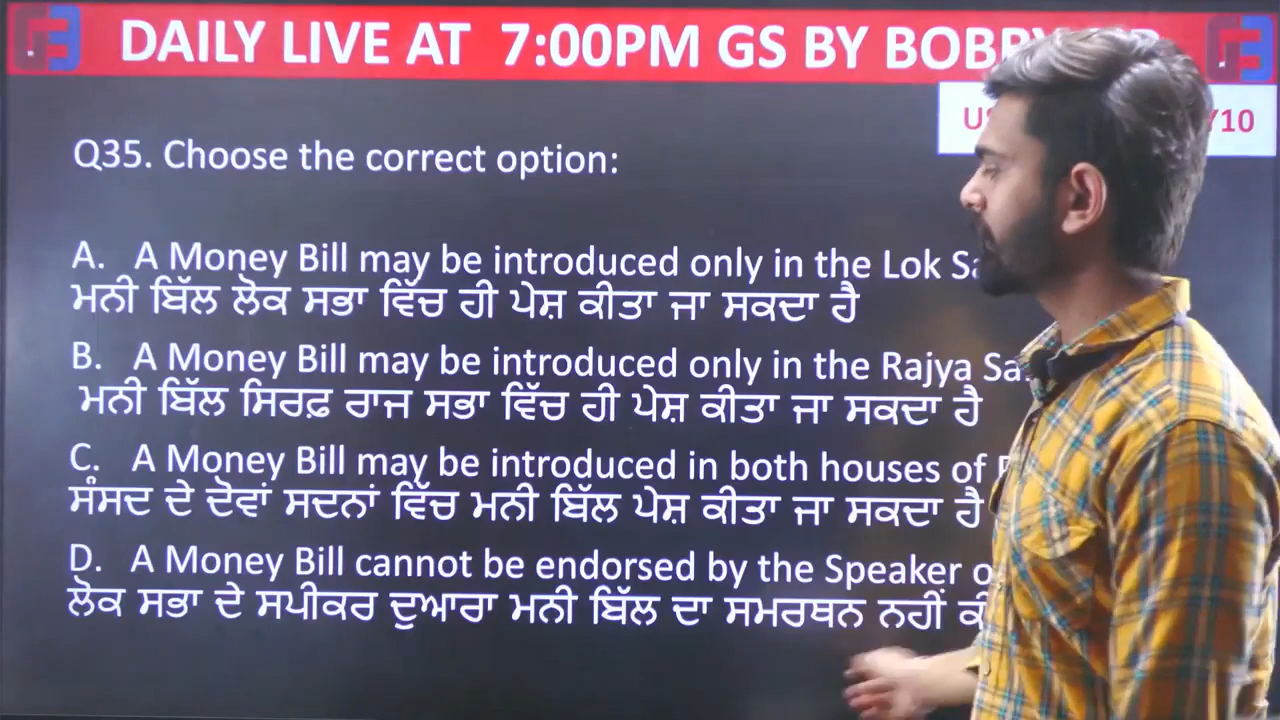 DAILY LIVE AT 7:00PM GS BY
Q35. Choose the correct option:
A. A Money Bill may be introduced only in the Lok
ਮਨੀ ਬਿੱਲ ਲੋਕ ਸਭਾ ਵਿੱਚ ਹੀ ਪੇਸ਼ ਕੀਤਾ ਜਾ ਸਕਦਾ ਹੈ
B. A Money Bill may be introduced only in the Rajya
ਮਨੀ ਬਿੱਲ ਸਿਰਫ਼ ਰਾਜ ਸਭਾ ਵਿੱਚ ਹੀ ਪੇਸ਼ ਕੀਤਾ ਜਾ ਸਕਦਾ ਹੈ
C. A Money Bill may be introduced in both houses of
ਸੰਸਦ ਦੇ ਦੋਵਾਂ ਸਦਨਾਂ ਵਿੱਚ ਮਨੀ ਬਿੱਲ ਪੇਸ਼ ਕੀਤਾ ਜਾ ਸਕਦਾ ਹੈ
D. A Money Bill cannot be endorsed by the Speaker
ਲੋਕ ਸਭਾ ਦੇ ਸਪੀਕਰ ਦੁਆਰਾ ਮਨੀ ਬਿੱਲ ਦਾ ਸਮਰਥਨ ਨਹੀਂ